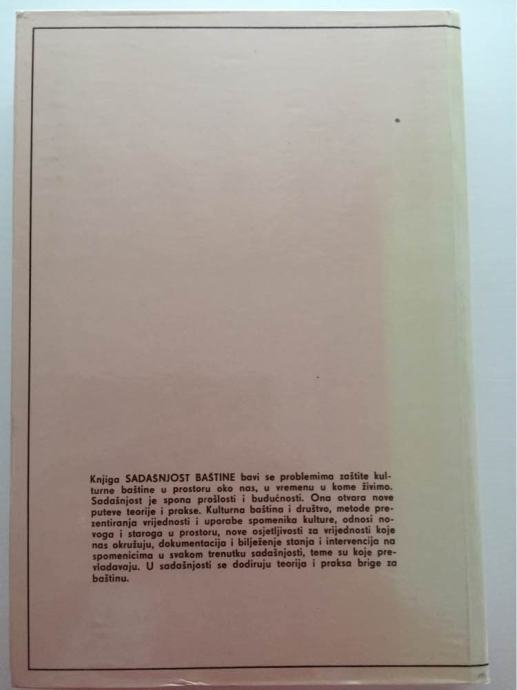 Knjiga SADAŠNJOST BAŠTINE bavi se problemima zaštite kul-
turne baštine u prostoru oko nas, u vremenu u kome živimo.
Sadašnjost je spona prošlosti i budućnosti. Ona otvara nove
puteve teorije i prakse. Kulturna baština i društvo, metode pre-
zentiranja vrijednosti i uporabe spomenika kulture, odnosi no-
voga i staroga u prostoru, nove osjetljivosti za vrijednosti koje
nas okružuju, dokumentacija i bilježenje stanja i intervencija na
spomenicima u svakom trenutku sadašnjosti, teme su koje pre-
vladavaju. U sadašnjosti se dodiruju teorija i praksa brige za
baštinu.